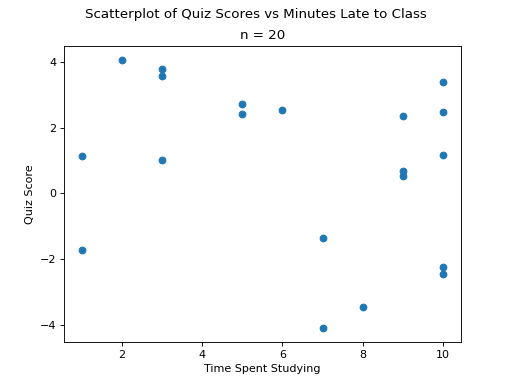 Scatterplot of Quiz Scores vs Minutes Late to Class
n = 20
4
2
0
−2
−4
Quiz Score
2 4 6 8 10
Time Spent Studying